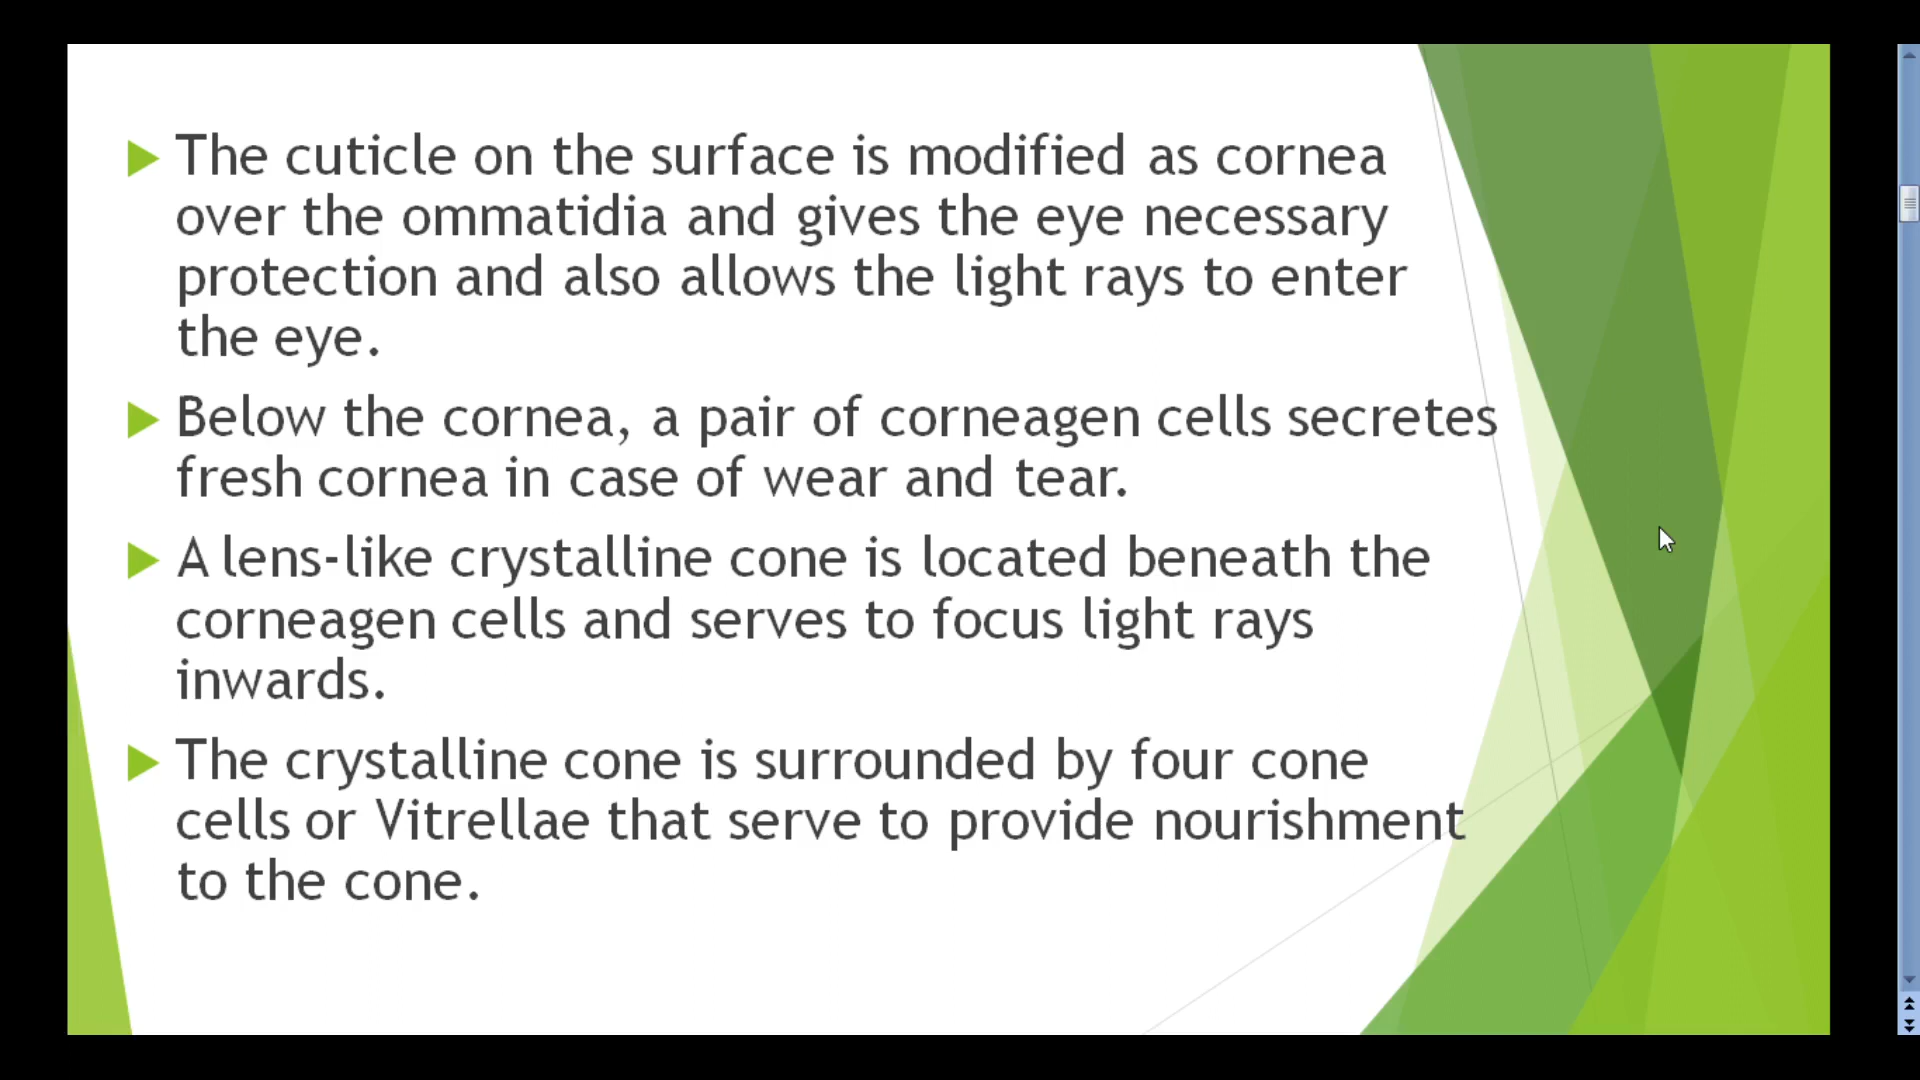 The cuticle on the surface is modified as cornea
over the ommatidia and gives the eye necessary
protection and also allows the light rays to enter
the eye.
Below the cornea, a pair of corneagen cells secretes
fresh cornea in case of wear and tear.
A lens-like crystalline cone is located beneath the
corneagen cells and serves to focus light rays
inwards.
The crystalline cone is surrounded by four cone
cells or Vitrellae that serve to provide nourishment
to the cone.